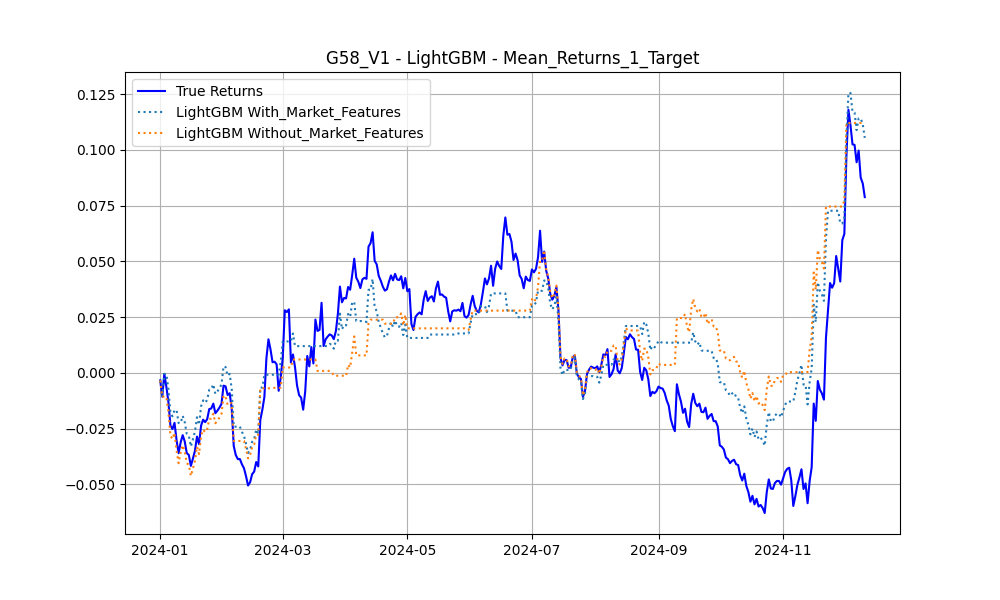 G58_V1 - LightGBM - Mean_Returns_1_Target
True Returns
LightGBM With_Market_Features
LightGBM Without_Market_Features
0.125
0.100
0.075
0.050
0.025
0.000
−0.025
−0.050
2024-01 2024-03 2024-05 2024-07 2024-09 2024-11